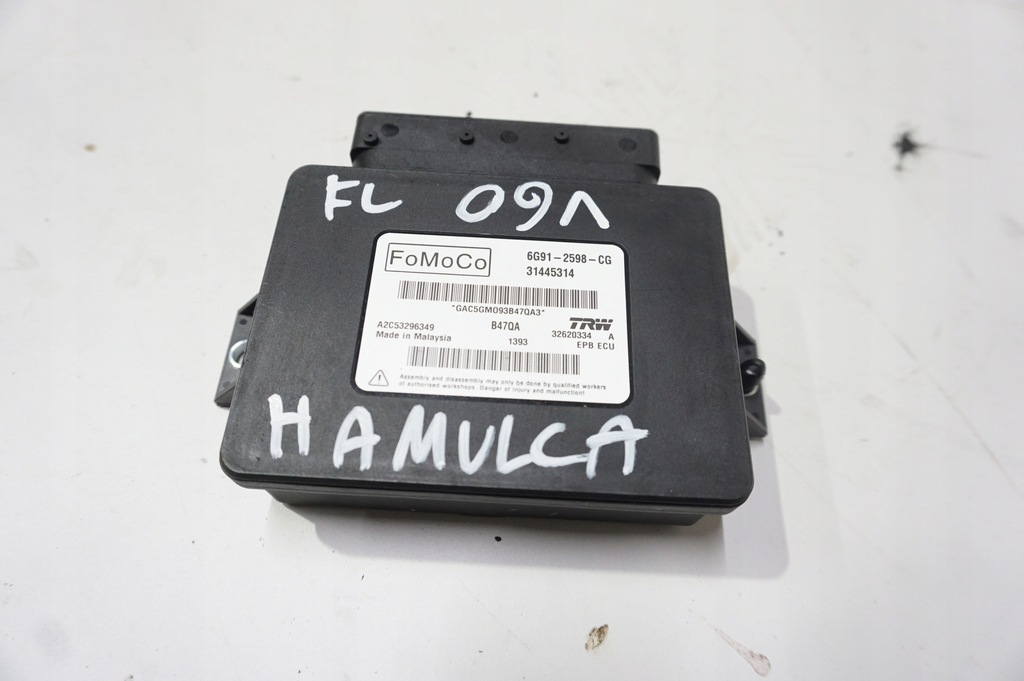 FL V60
FoMoCo
6G91-2598-CG
31445314
*GAC5GM093B47QA3*
A2C53296349 B47QA TRW 32620334 A
Made in Malaysia 1393 EPB ECU
Assembly and disassembly may only be done by qualified workers
of authorised workshops. Danger of injury and malfunction!
HAMULCA